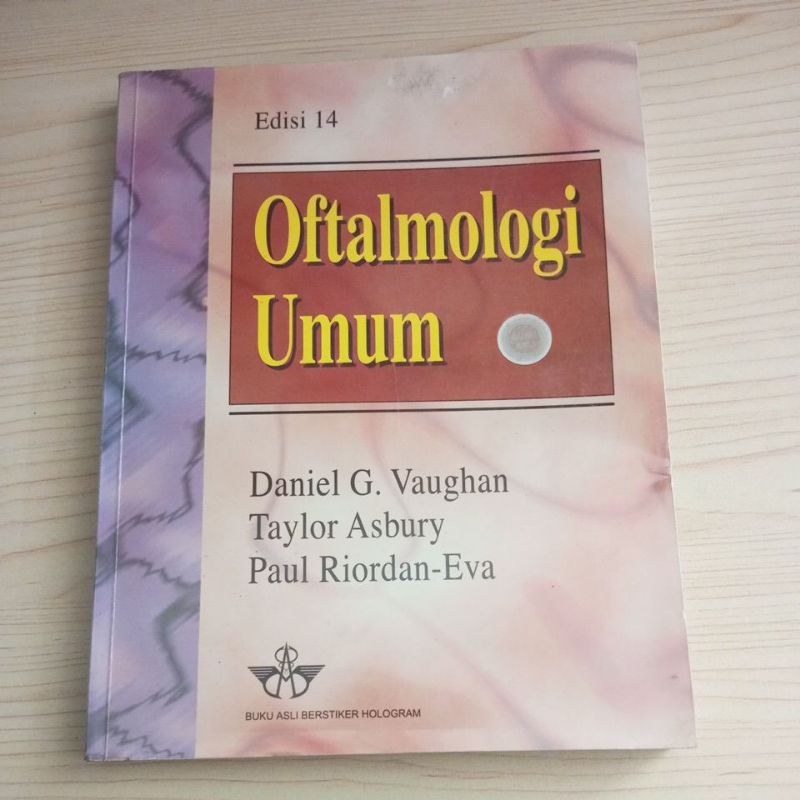 Edisi 14
Oftalmologi
Umum
Daniel G. Vaughan
Taylor Asbury
Paul Riordan-Eva
BUKU ASLI BERSTIKER HOLOGRAM